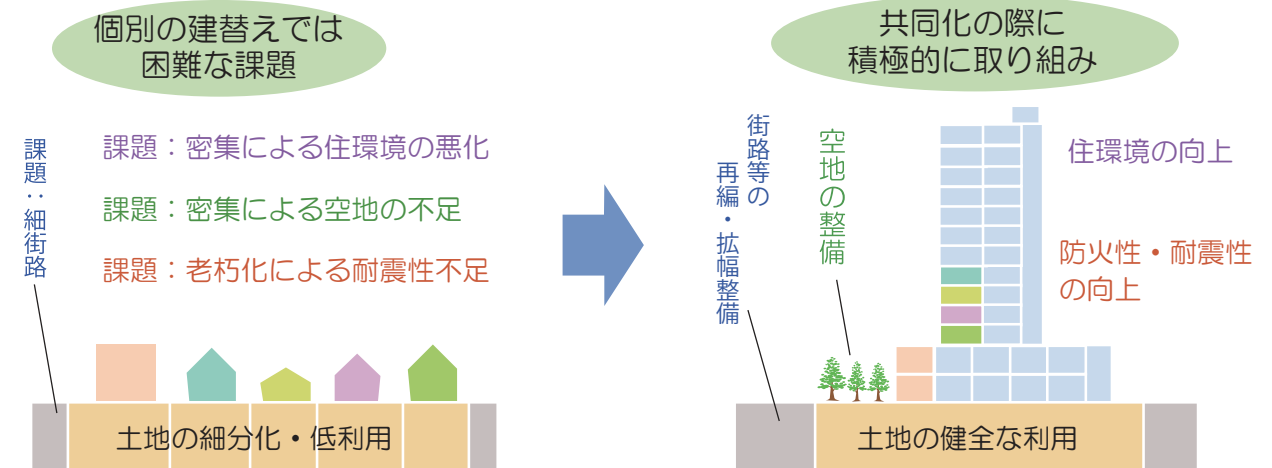 個別の建替えでは
困難な課題
課題：細街路
課題：密集による住環境の悪化
課題：密集による空地の不足
課題：老朽化による耐震性不足
土地の細分化・低利用
共同化の際に
積極的に取り組み
街路等の
再編・拡幅整備
空地の整備
住環境の向上
防火性・耐震性
の向上
土地の健全な利用